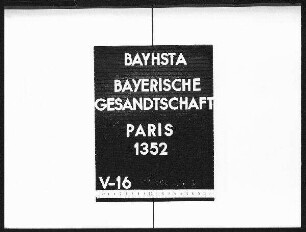 BAYHSTA
BAYERISCHE
GESANDTSCHAFT
PARIS
1352
V-16